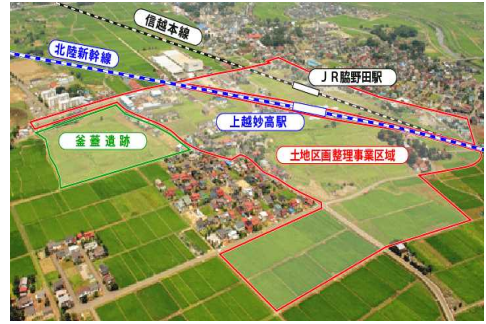 信越本線
北陸新幹線
JR脇野田駅
上越妙高駅
釜蓋遺跡
土地区画整理事業区域